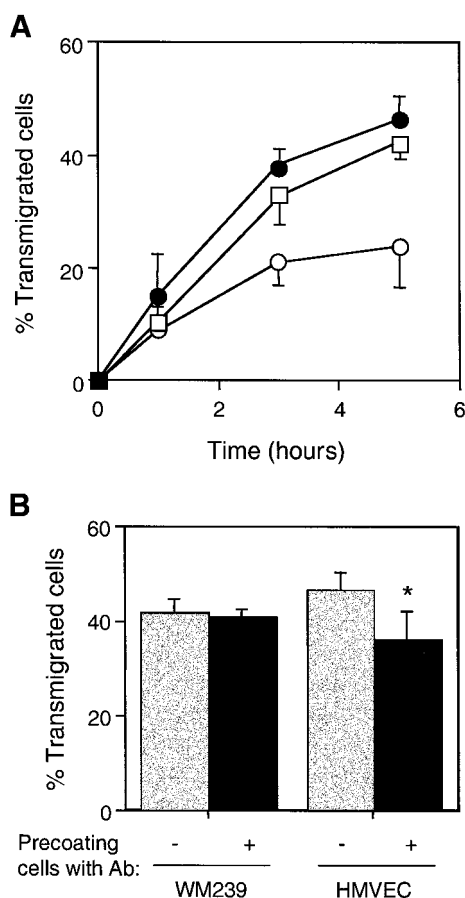 A
60
40
20
0
% Transmigrated cells
0 2 4 6
Time (hours)
B
60
40
20
0
% Transmigrated cells
*
Precoating cells with Ab: - + - +
WM239 HMVEC